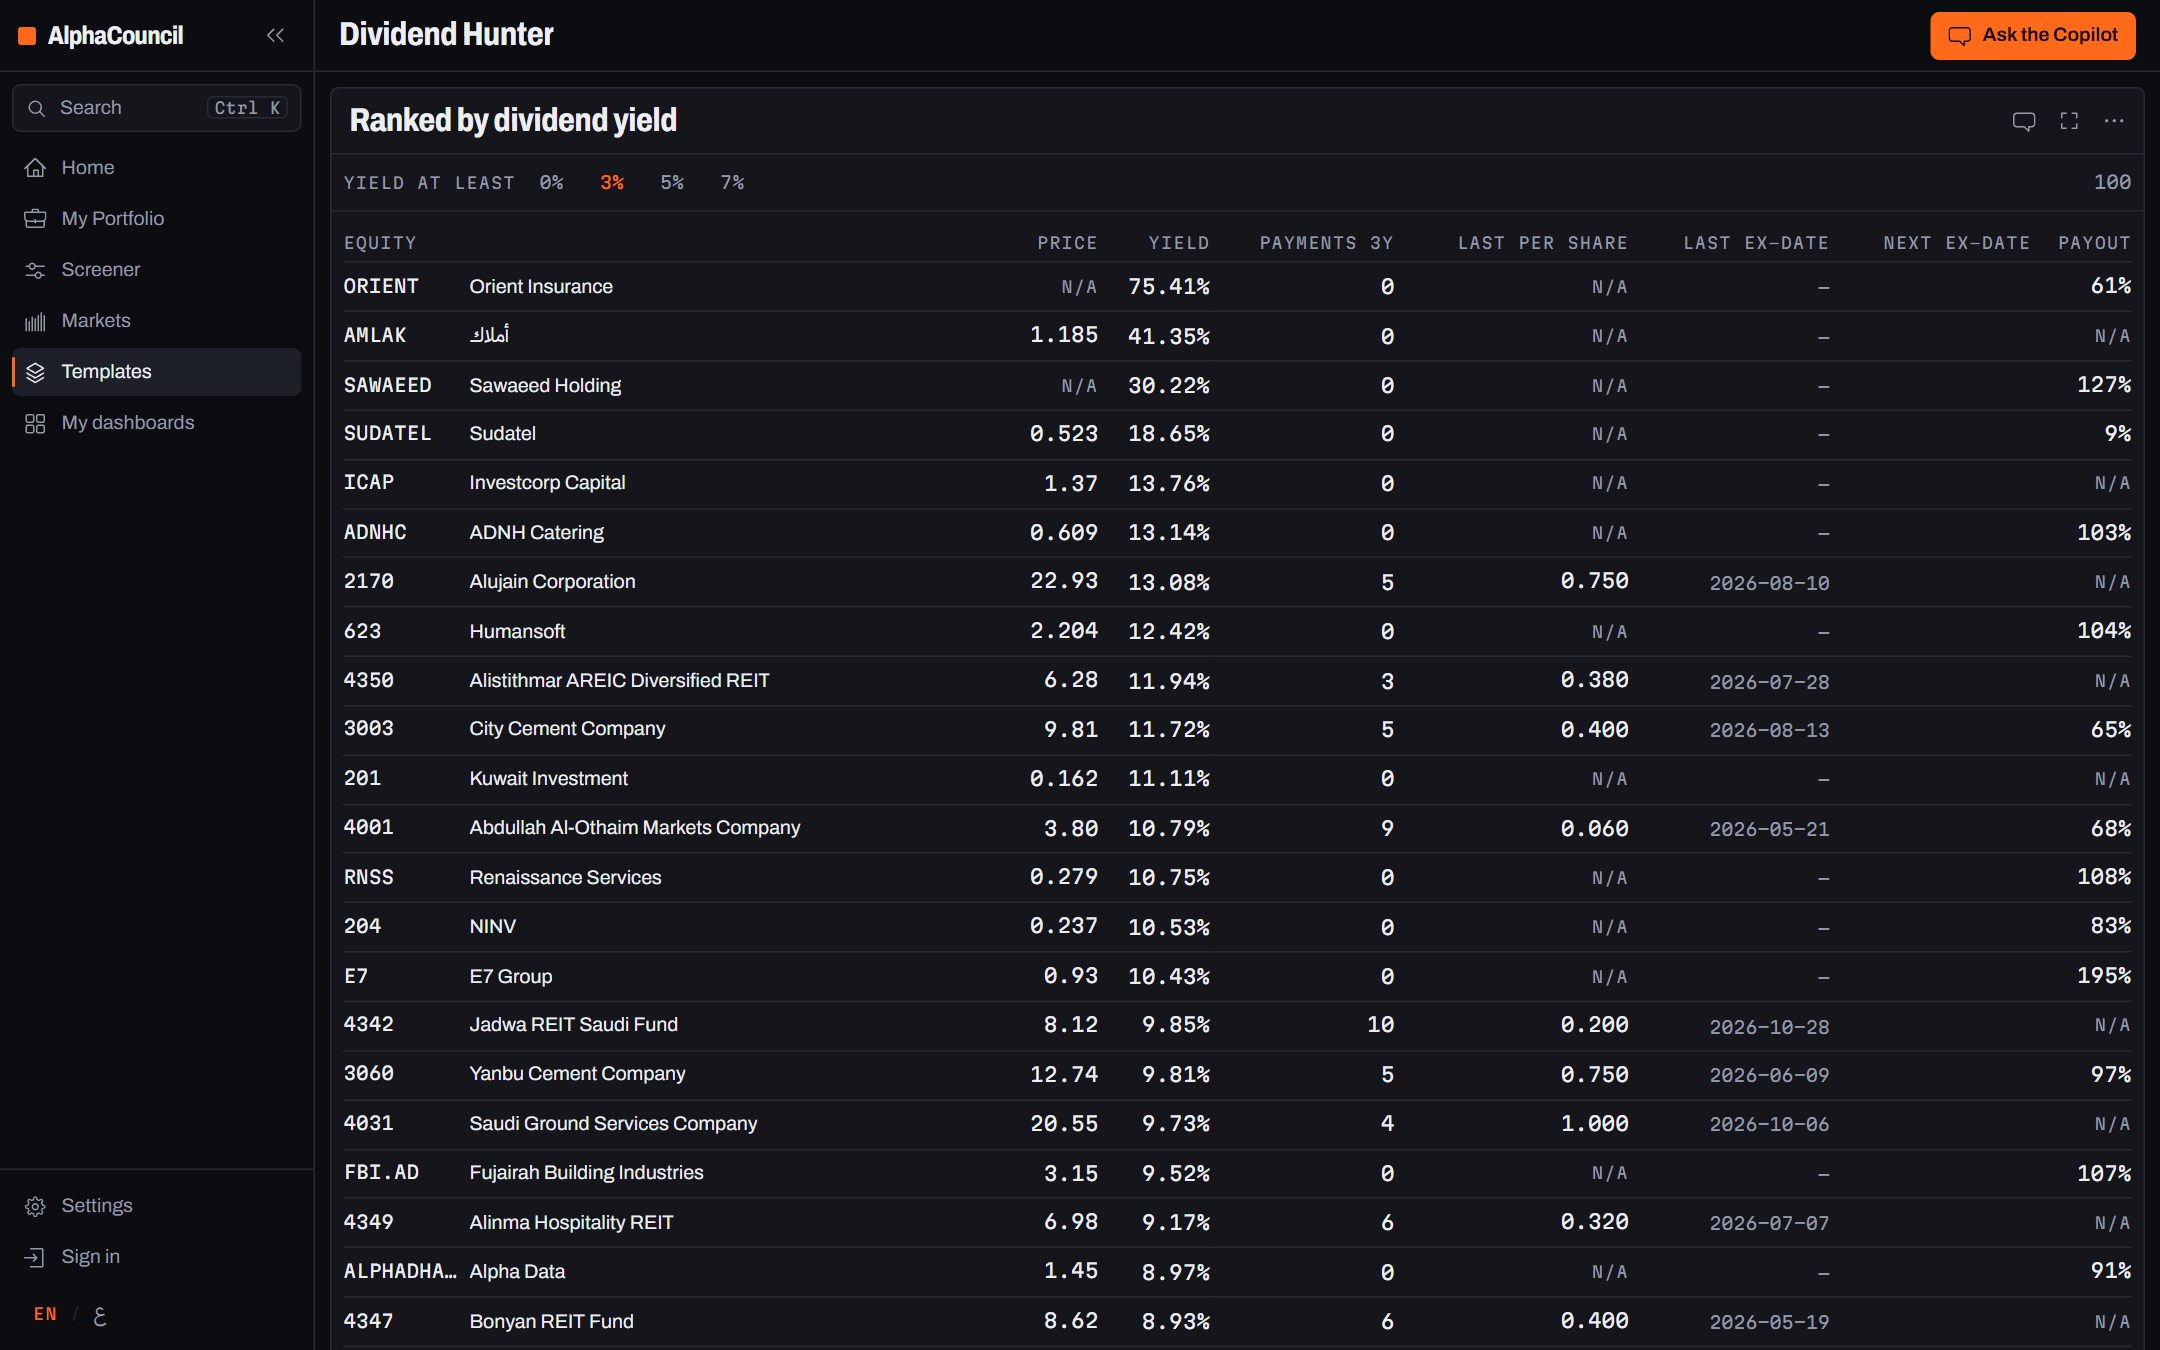 AlphaCouncil
Search Ctrl K
Home
My Portfolio
Screener
Markets
Templates
My dashboards
Settings
Sign in
EN / ع
Dividend Hunter
Ask the Copilot
Ranked by dividend yield
YIELD AT LEAST 0% 3% 5% 7% 100
EQUITY PRICE YIELD PAYMENTS 3Y LAST PER SHARE LAST EX-DATE NEXT EX-DATE PAYOUT
ORIENT Orient Insurance N/A 75.41% 0 N/A – 61%
AMLAK أملاك 1.185 41.35% 0 N/A – N/A
SAWAEED Sawaeed Holding N/A 30.22% 0 N/A – 127%
SUDATEL Sudatel 0.523 18.65% 0 N/A – 9%
ICAP Investcorp Capital 1.37 13.76% 0 N/A – N/A
ADNHC ADNH Catering 0.609 13.14% 0 N/A – 103%
2170 Alujain Corporation 22.93 13.08% 5 0.750 2026-08-10 N/A
623 Humansoft 2.204 12.42% 0 N/A – 104%
4350 Alistithmar AREIC Diversified REIT 6.28 11.94% 3 0.380 2026-07-28 N/A
3003 City Cement Company 9.81 11.72% 5 0.400 2026-08-13 65%
201 Kuwait Investment 0.162 11.11% 0 N/A – N/A
4001 Abdullah Al-Othaim Markets Company 3.80 10.79% 9 0.060 2026-05-21 68%
RNSS Renaissance Services 0.279 10.75% 0 N/A – 108%
204 NINV 0.237 10.53% 0 N/A – 83%
E7 E7 Group 0.93 10.43% 0 N/A – 195%
4342 Jadwa REIT Saudi Fund 8.12 9.85% 10 0.200 2026-10-28 N/A
3060 Yanbu Cement Company 12.74 9.81% 5 0.750 2026-06-09 97%
4031 Saudi Ground Services Company 20.55 9.73% 4 1.000 2026-10-06 N/A
FBI.AD Fujairah Building Industries 3.15 9.52% 0 N/A – 107%
4349 Alinma Hospitality REIT 6.98 9.17% 6 0.320 2026-07-07 N/A
ALPHADHA… Alpha Data 1.45 8.97% 0 N/A – 91%
4347 Bonyan REIT Fund 8.62 8.93% 6 0.400 2026-05-19 N/A